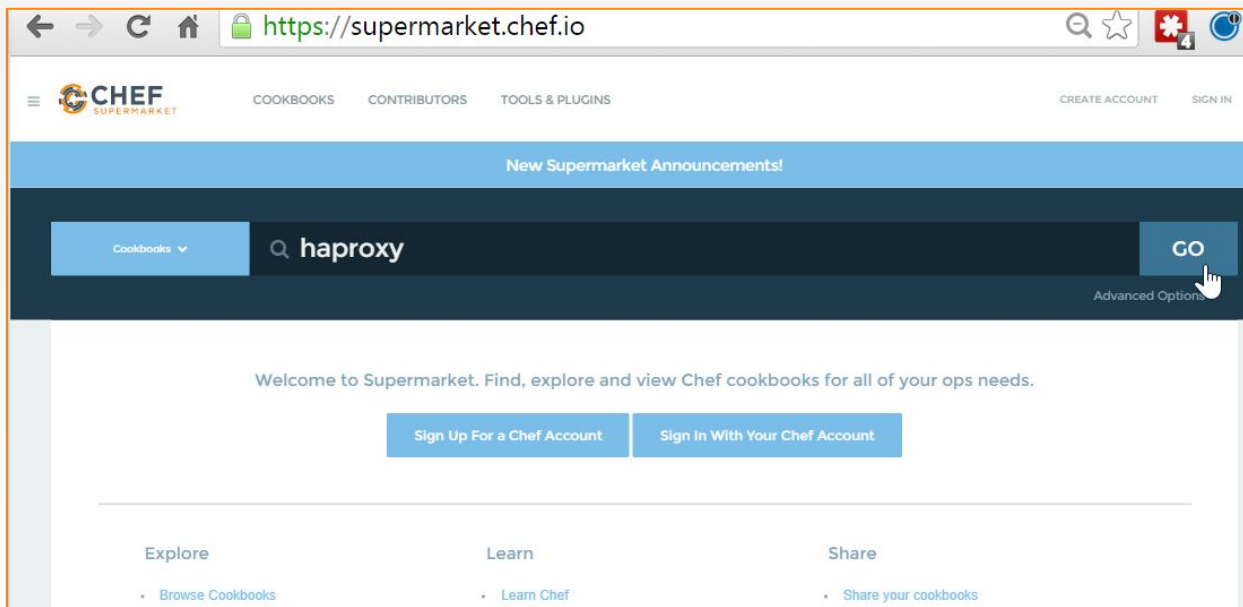 https://supermarket.chef.io
4
CHEF
SUPERMARKET
COOKBOOKS CONTRIBUTORS TOOLS & PLUGINS CREATE ACCOUNT SIGN IN
New Supermarket Announcements!
Cookbooks haproxy GO
Advanced Options
Welcome to Supermarket. Find, explore and view Chef cookbooks for all of your ops needs.
Sign Up For a Chef Account Sign In With Your Chef Account
Explore Learn Share
• Browse Cookbooks • Learn Chef • Share your cookbooks